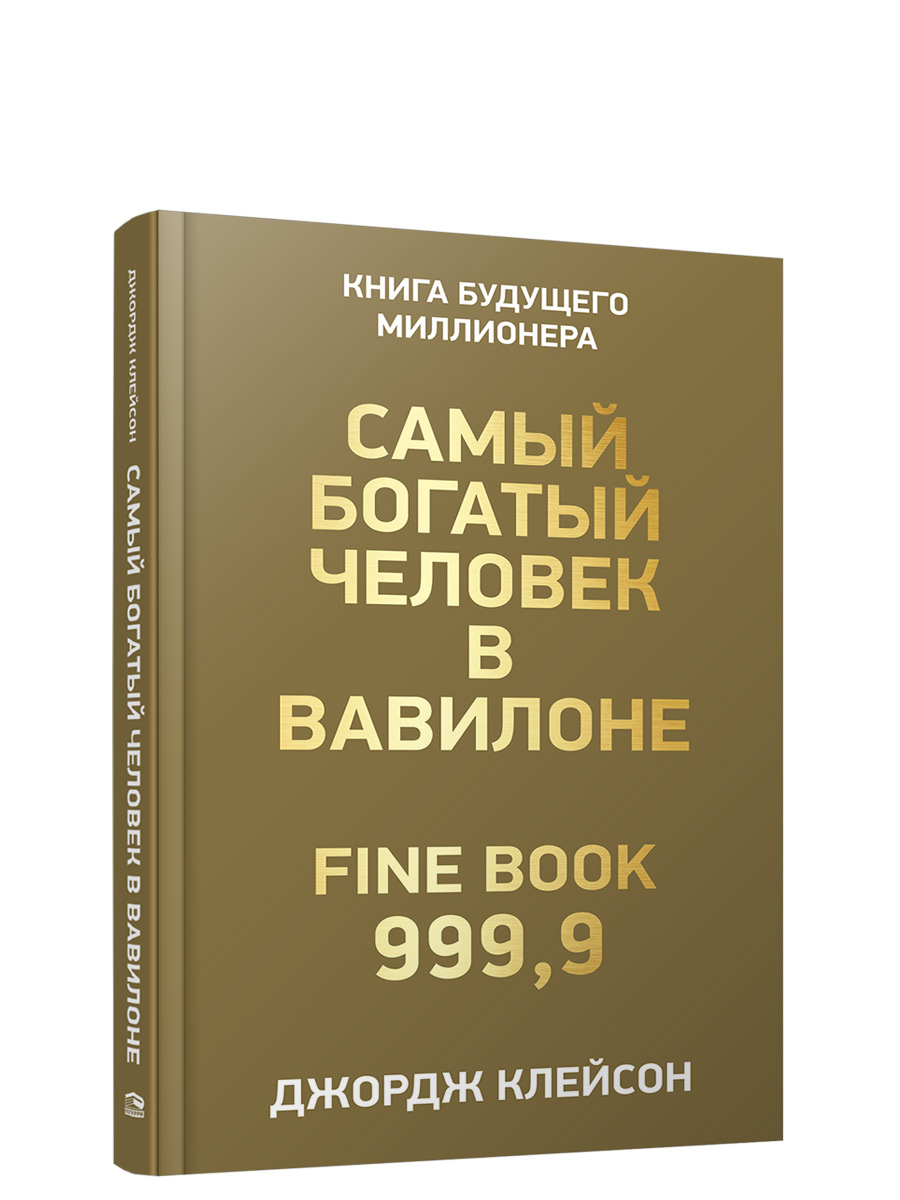 КНИГА БУДУЩЕГО
МИЛЛИОНЕРА
САМЫЙ
БОГАТЫЙ
ЧЕЛОВЕК
В
ВАВИЛОНЕ
FINE BOOK
999,9
ДЖОРДЖ КЛЕЙСОН
ДЖОРДЖ КЛЕЙСОН САМЫЙ БОГАТЫЙ ЧЕЛОВЕК В ВАВИЛОНЕ